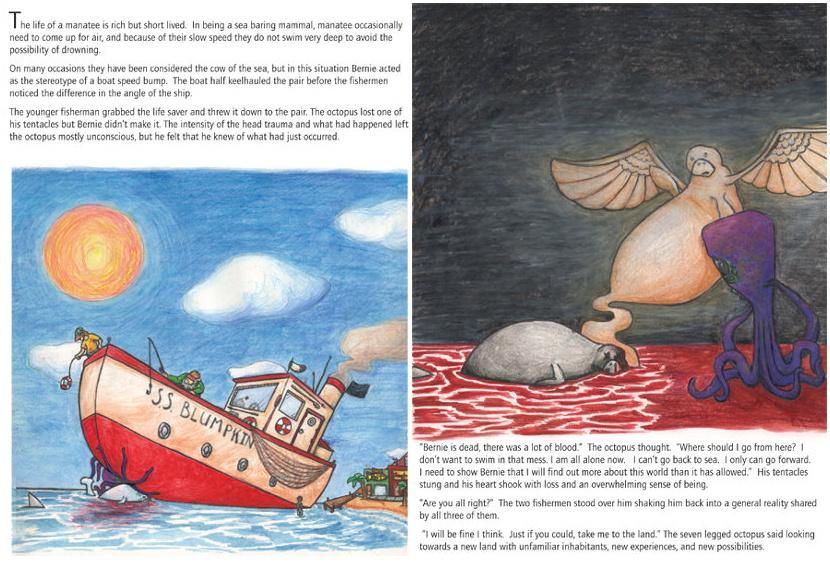 The life of a manatee is rich but short lived.  In being a sea baring mammal, manatee occasionally
need to come up for air, and because of their slow speed they do not swim very deep to avoid the
possibility of drowning.
On many occasions they have been considered the cow of the sea, but in this situation Bernie acted
as the stereotype of a boat speed bump.  The boat half keelhauled the pair before the fishermen
noticed the difference in the angle of the ship.
The younger fisherman grabbed the life saver and threw it down to the pair. The octopus lost one of
his tentacles but Bernie didn't make it. The intensity of the head trauma and what had happened left
the octopus mostly unconscious, but he felt that he knew of what had just occurred.
S.S. BLUMPKIN
"Bernie is dead, there was a lot of blood."  The octopus thought.  "Where should I go from here?  I
don't want to swim in that mess. I am all alone now.   I can't go back to sea.  I only can go forward.
I need to show Bernie that I will find out more about this world than it has allowed."  His tentacles
stung and his heart shook with loss and an overwhelming sense of being.
"Are you all right?"  The two fishermen stood over him shaking him back into a general reality shared
by all three of them.
"I will be fine I think.  Just if you could, take me to the land." The seven legged octopus said looking
towards a new land with unfamiliar inhabitants, new experiences, and new possibilities.